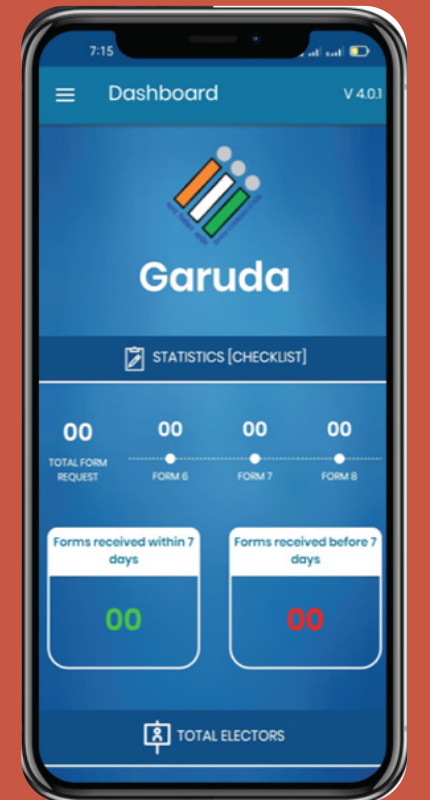 7:15
Dashboard
V 4.0.1
Garuda
STATISTICS [CHECKLIST]
00
00
00
00
TOTAL FORM
REQUEST
FORM 6
FORM 7
FORM 8
Forms received within 7
days
Forms received before 7
days
00
00
TOTAL ELECTORS